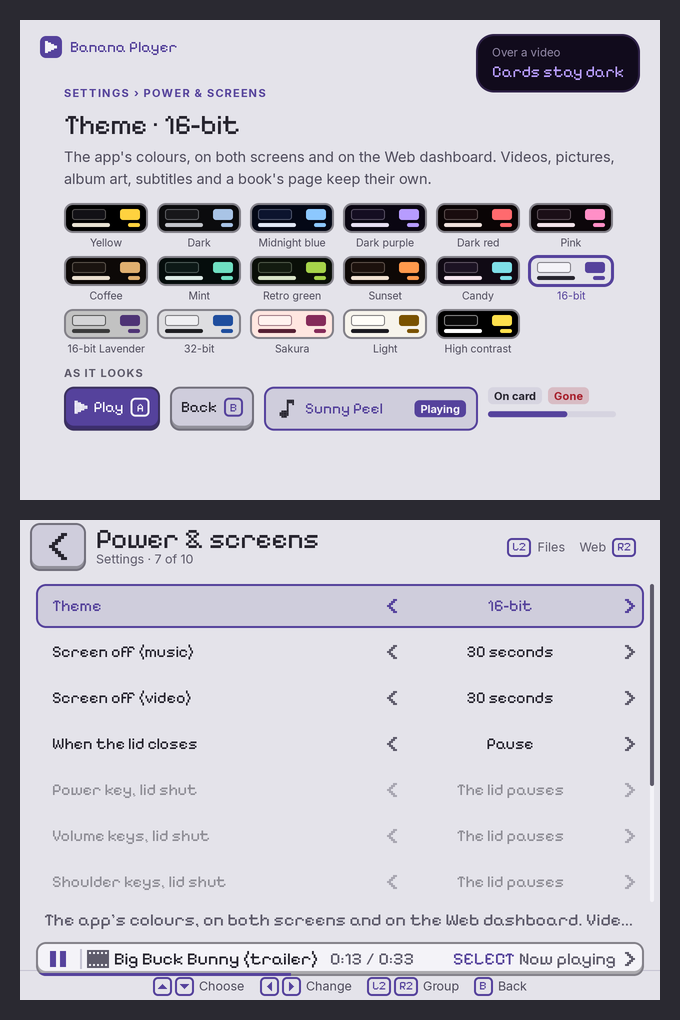 Banana Player
Over a video
Cards stay dark
SETTINGS › POWER & SCREENS
Theme · 16-bit
The app's colours, on both screens and on the Web dashboard. Videos, pictures,
album art, subtitles and a book's page keep their own.
Yellow Dark Midnight blue Dark purple Dark red Pink
Coffee Mint Retro green Sunset Candy 16-bit
16-bit Lavender 32-bit Sakura Light High contrast
AS IT LOOKS
Play A Back B Sunny Peel Playing On card Gone
Power & screens
Settings · 7 of 10
L2 Files Web R2
Theme 16-bit
Screen off (music) 30 seconds
Screen off (video) 30 seconds
When the lid closes Pause
Power key, lid shut The lid pauses
Volume keys, lid shut The lid pauses
Shoulder keys, lid shut The lid pauses
The app's colours, on both screens and on the Web dashboard. Vide...
Big Buck Bunny (trailer) 0:13 / 0:33 SELECT Now playing
Choose Change L2 R2 Group B Back